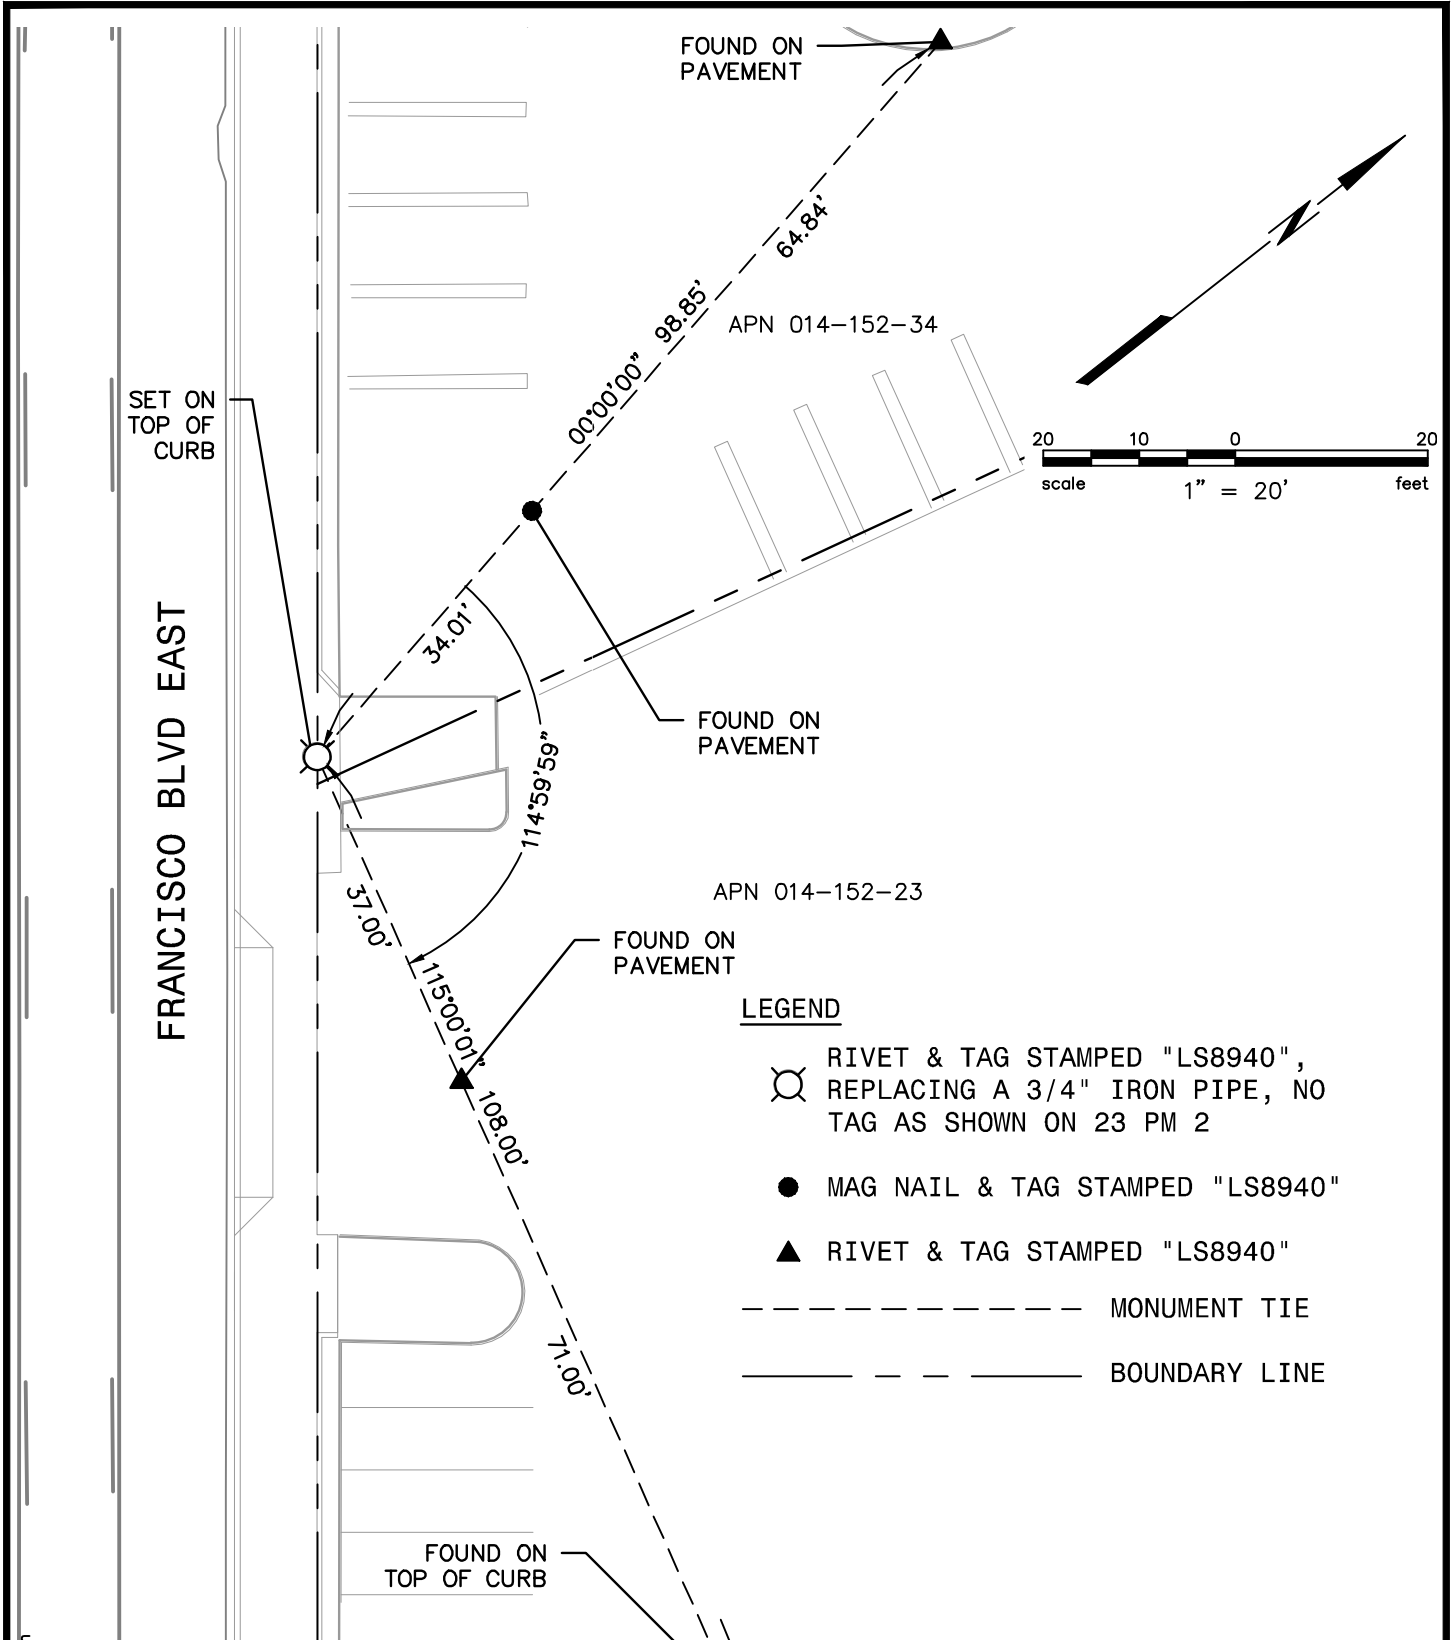 FOUND ON
PAVEMENT
64.84'
98.85'
00°00'00"
APN 014-152-34
N
SET ON
TOP OF
CURB
20 10 0 20
scale feet
1" = 20'
34.01'
FOUND ON
PAVEMENT
FRANCISCO BLVD EAST
114°59'59"
37.00'
APN 014-152-23
FOUND ON
PAVEMENT
115°00'01"
108.00'
LEGEND
RIVET & TAG STAMPED "LS8940",
REPLACING A 3/4" IRON PIPE, NO
TAG AS SHOWN ON 23 PM 2
MAG NAIL & TAG STAMPED "LS8940"
RIVET & TAG STAMPED "LS8940"
MONUMENT TIE
BOUNDARY LINE
71.00'
FOUND ON
TOP OF CURB